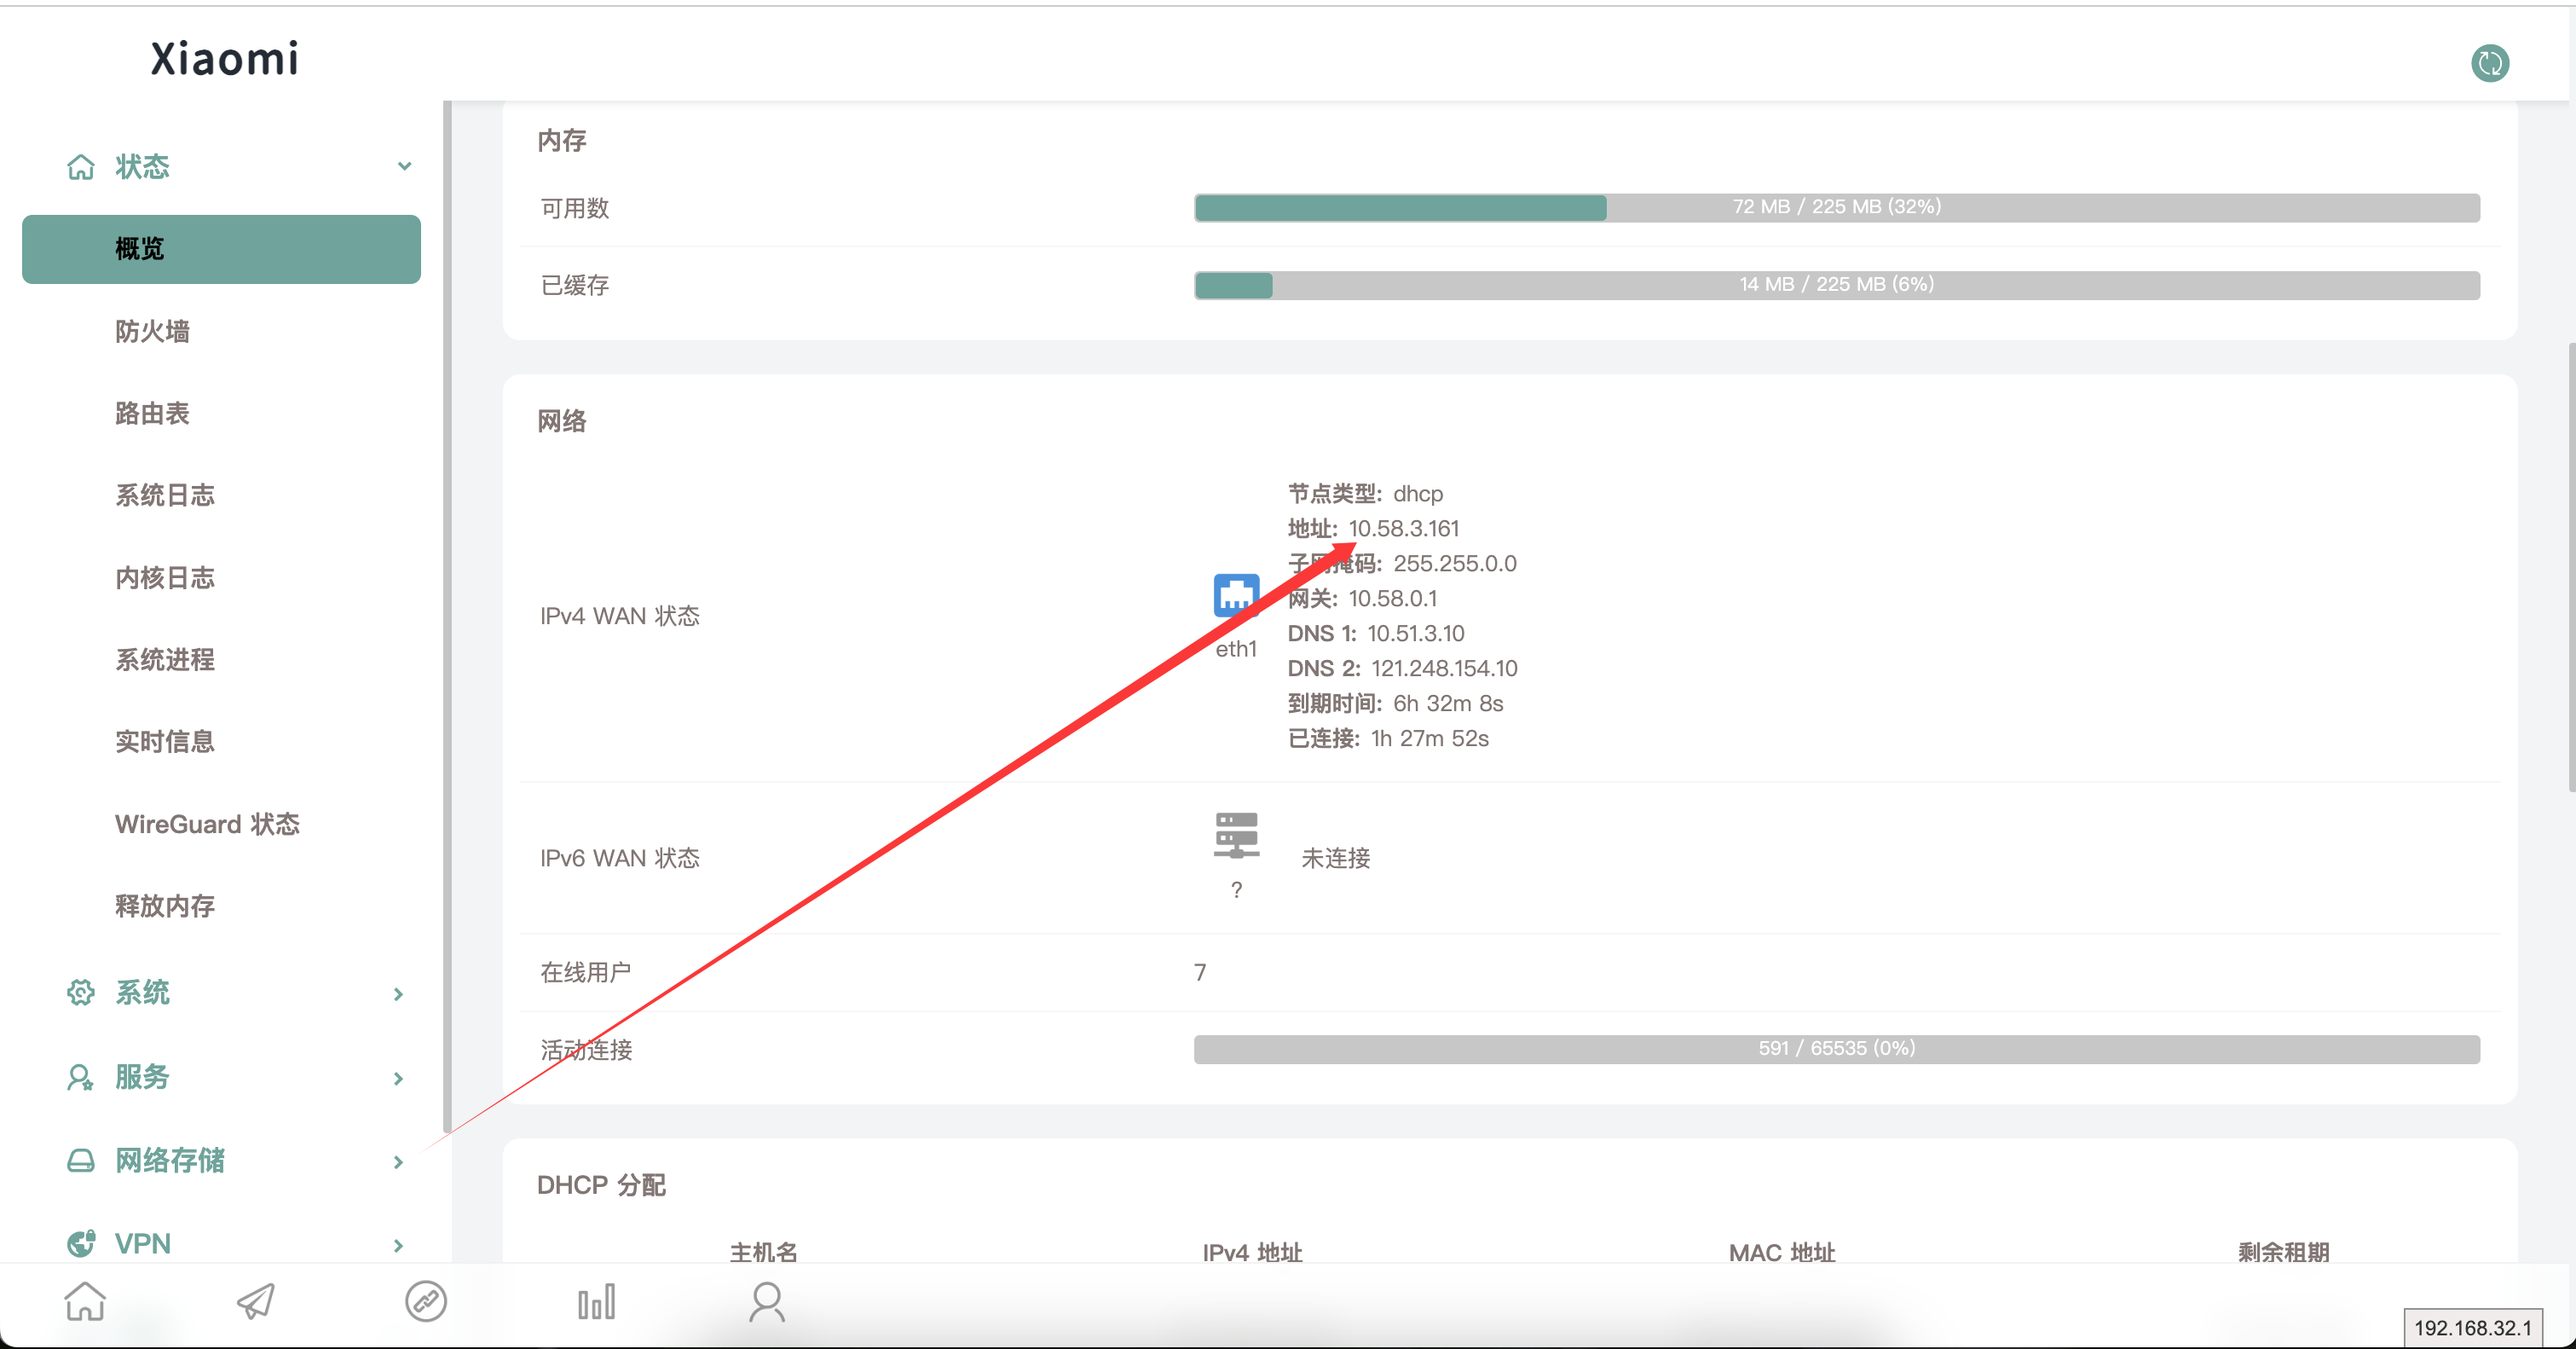 Xiaomi
状态
概览
防火墙
路由表
系统日志
内核日志
系统进程
实时信息
WireGuard 状态
释放内存
系统
服务
网络存储
VPN
内存
可用数
72 MB / 225 MB (32%)
已缓存
14 MB / 225 MB (6%)
网络
IPv4 WAN 状态
eth1
节点类型: dhcp
地址: 10.58.3.161
子网掩码: 255.255.0.0
网关: 10.58.0.1
DNS 1: 10.51.3.10
DNS 2: 121.248.154.10
到期时间: 6h 32m 8s
已连接: 1h 27m 52s
IPv6 WAN 状态
?
未连接
在线用户
7
活动连接
591 / 65535 (0%)
DHCP 分配
主机名 IPv4 地址 MAC 地址 剩余租期
192.168.32.1